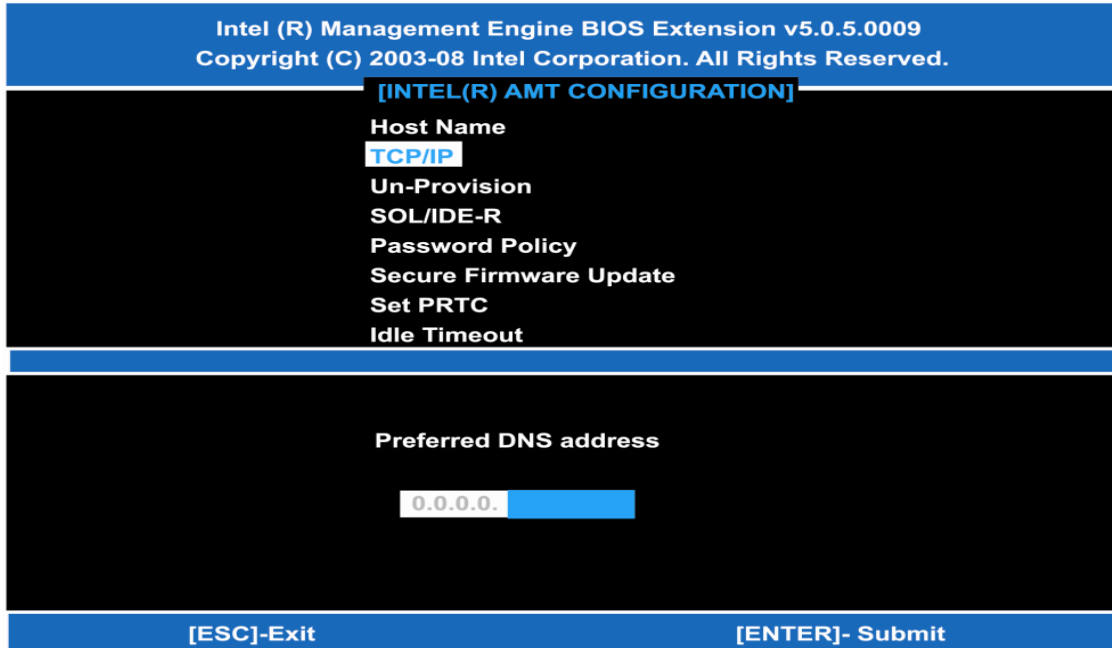 Intel (R) Management Engine BIOS Extension v5.0.5.0009
Copyright (C) 2003-08 Intel Corporation. All Rights Reserved.
[INTEL(R) AMT CONFIGURATION]
Host Name
TCP/IP
Un-Provision
SOL/IDE-R
Password Policy
Secure Firmware Update
Set PRTC
Idle Timeout
Preferred DNS address
0.0.0.0.
[ESC]-Exit
[ENTER]- Submit